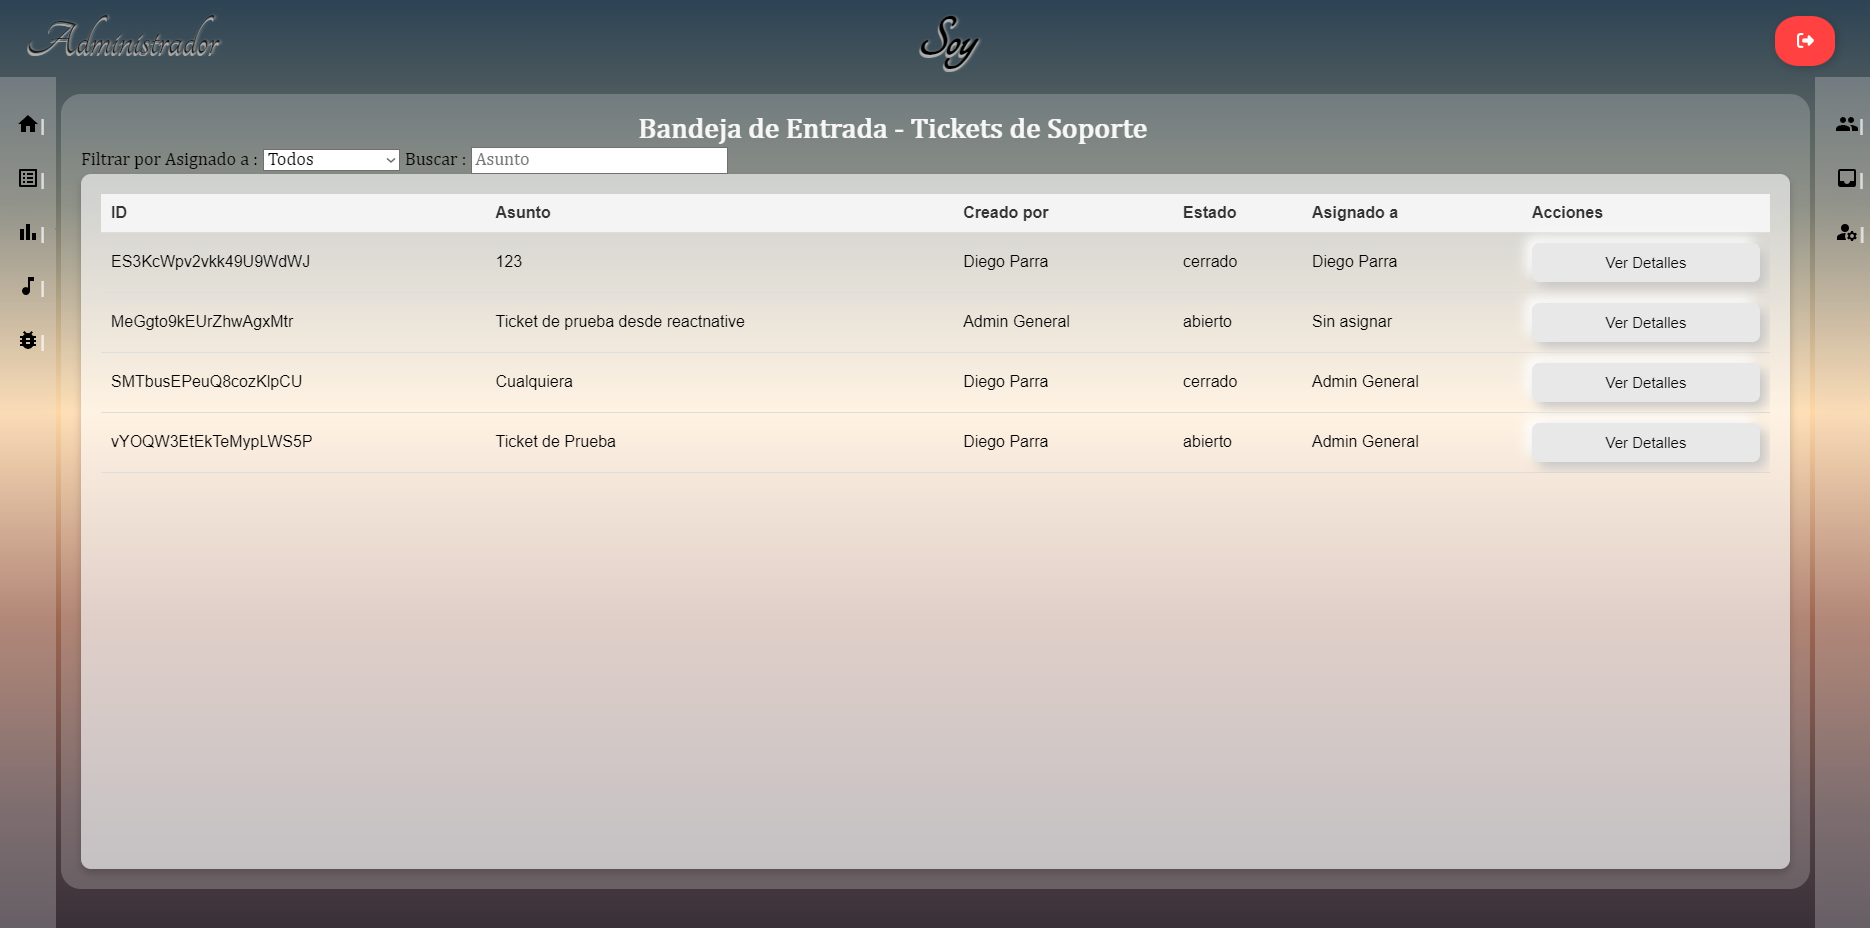 Administrador
Soy
Bandeja de Entrada - Tickets de Soporte
Filtrar por Asignado a : Todos Buscar : Asunto
ID Asunto Creado por Estado Asignado a Acciones
ES3KcWpv2vkk49U9WdWJ 123 Diego Parra cerrado Diego Parra Ver Detalles
MeGgto9kEUrZhwAgxMtr Ticket de prueba desde reactnative Admin General abierto Sin asignar Ver Detalles
SMTbusEPeuQ8cozKlpCU Cualquiera Diego Parra cerrado Admin General Ver Detalles
vYOQW3EtEkTeMypLWS5P Ticket de Prueba Diego Parra abierto Admin General Ver Detalles